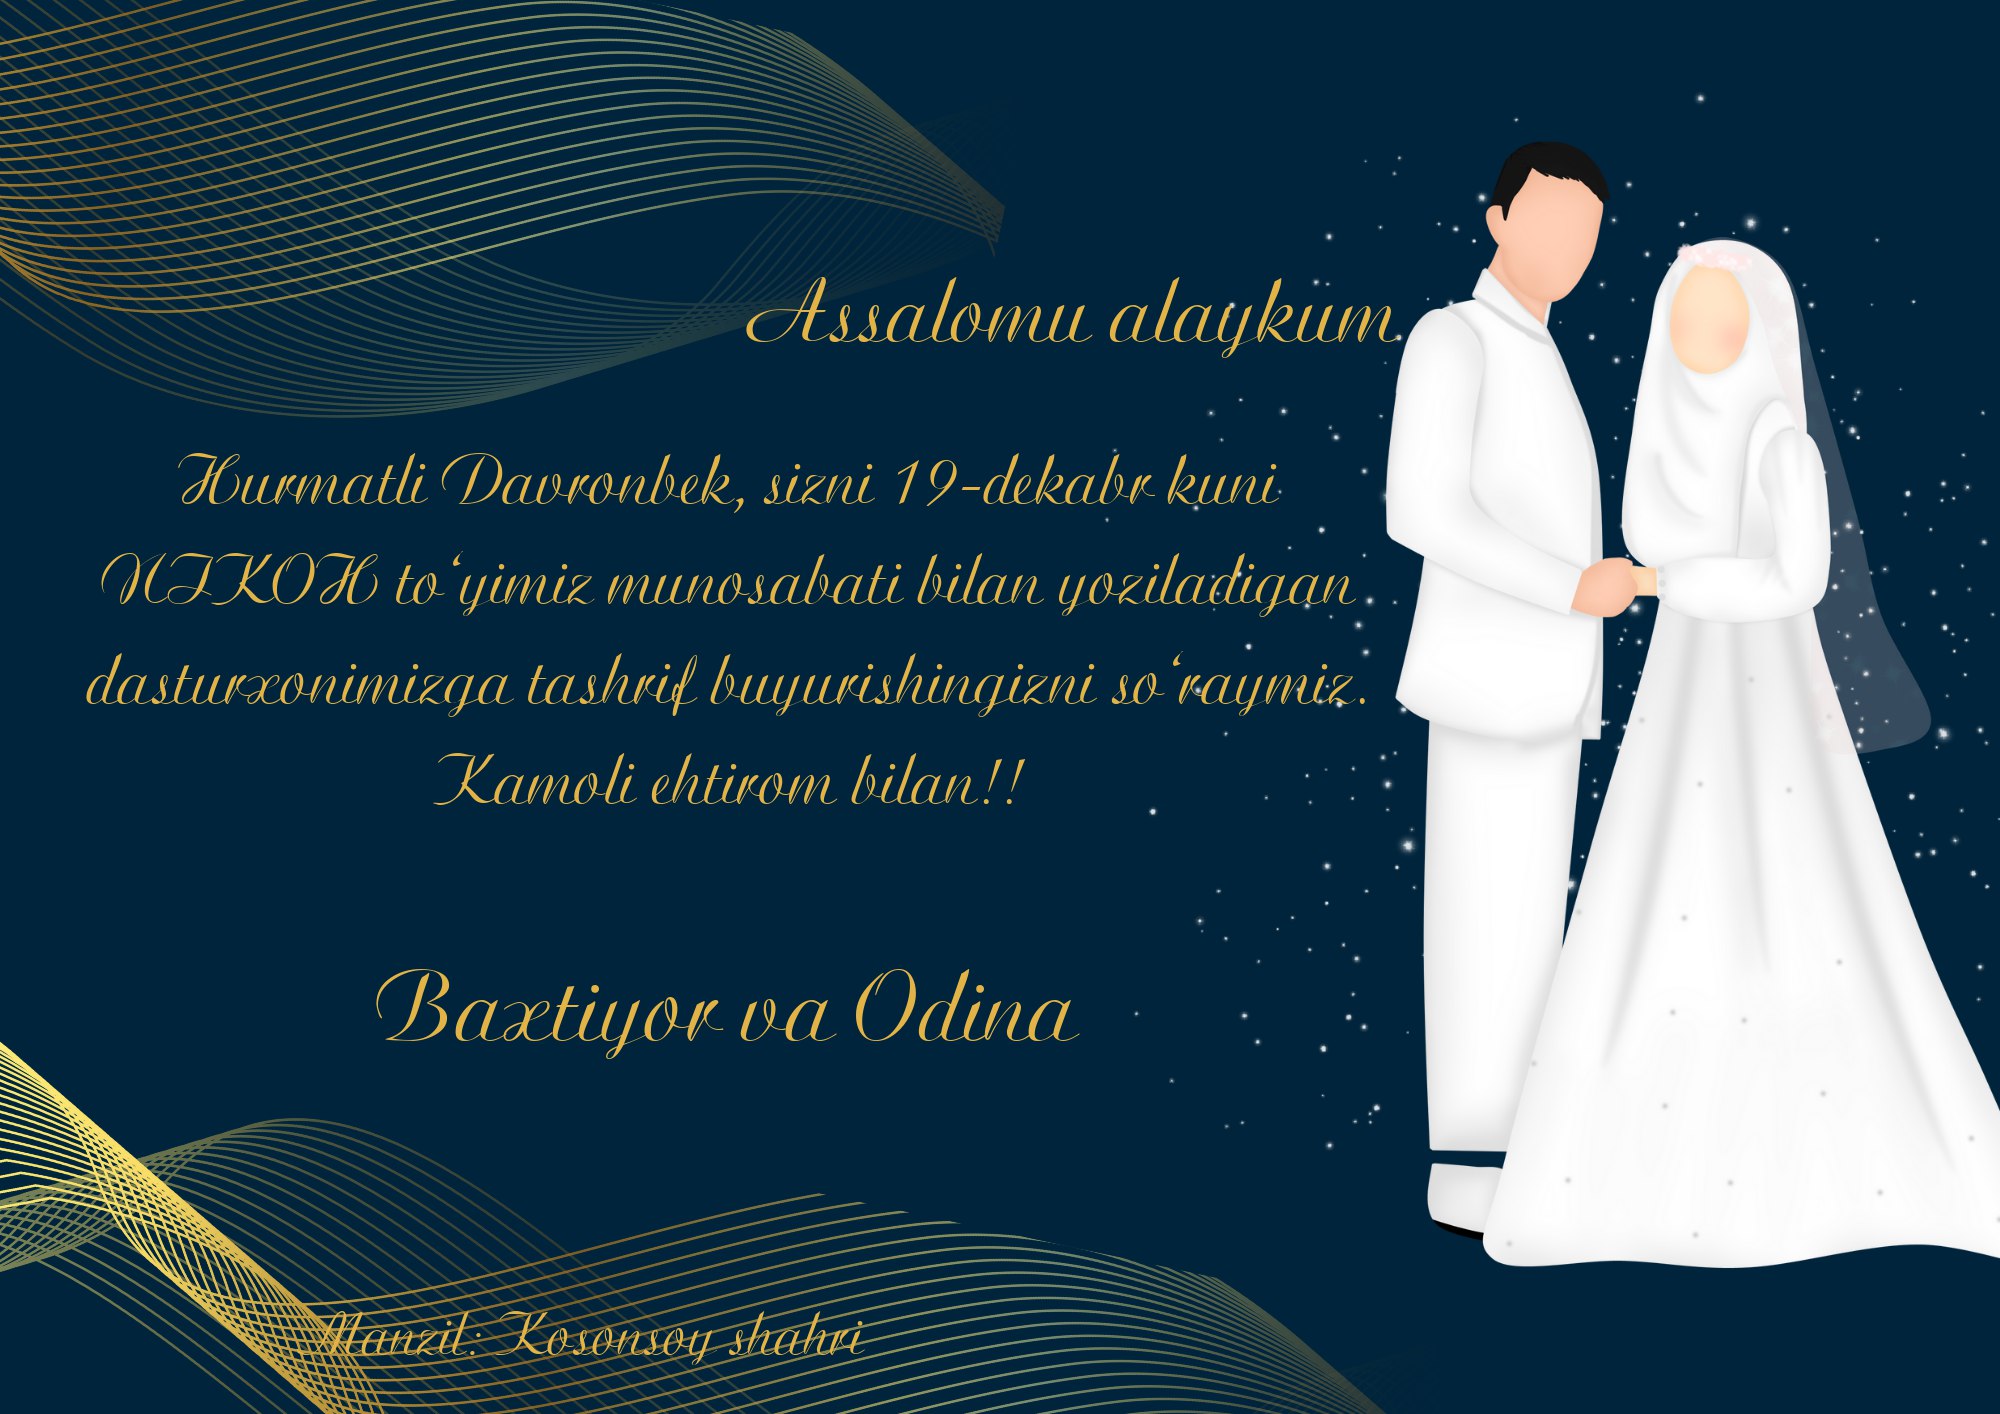 Assalomu alaykum
Hurmatli Davronbek, sizni 19-dekabr kuni
NIKOH to‘yimiz munosabati bilan yoziladigan
dasturxonimizga tashrif buyurishingizni so‘raymiz.
Kamoli ehtirom bilan!!
Baxtiyor va Odina
Manzil: Kosonsoy shahri